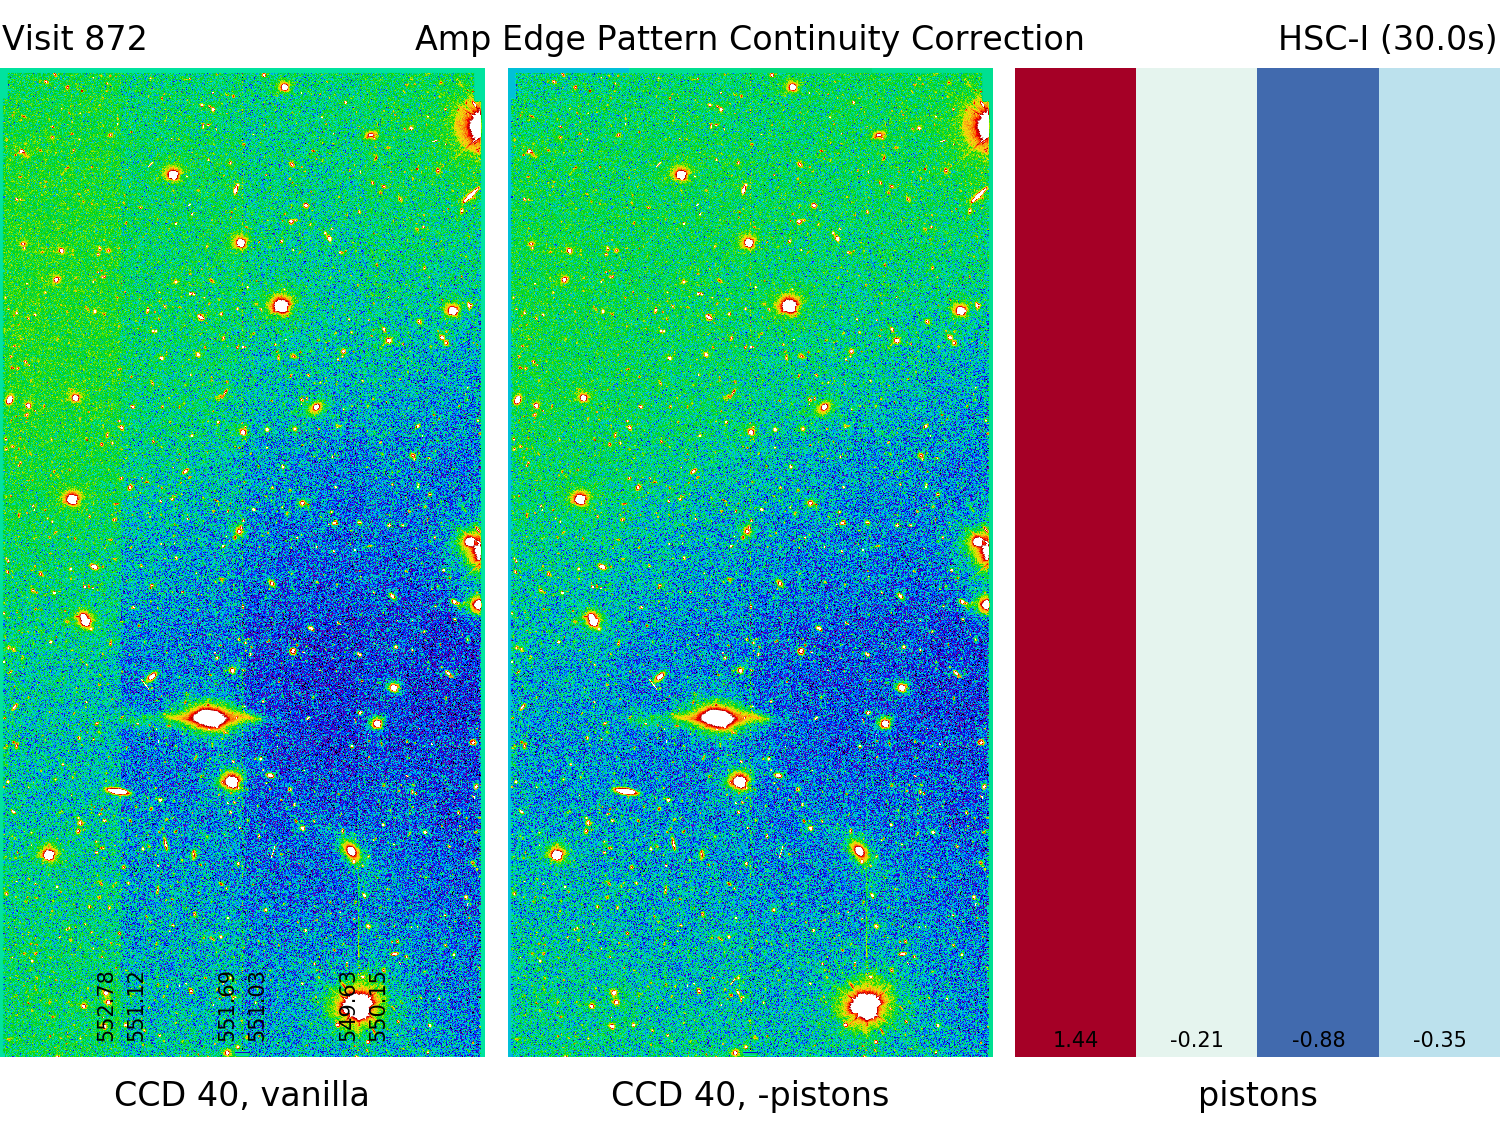 Visit 872
Amp Edge Pattern Continuity Correction
HSC-I (30.0s)
552.78
551.12
551.69
551.03
549.63
550.15
1.44
-0.21
-0.88
-0.35
CCD 40, vanilla
CCD 40, -pistons
pistons